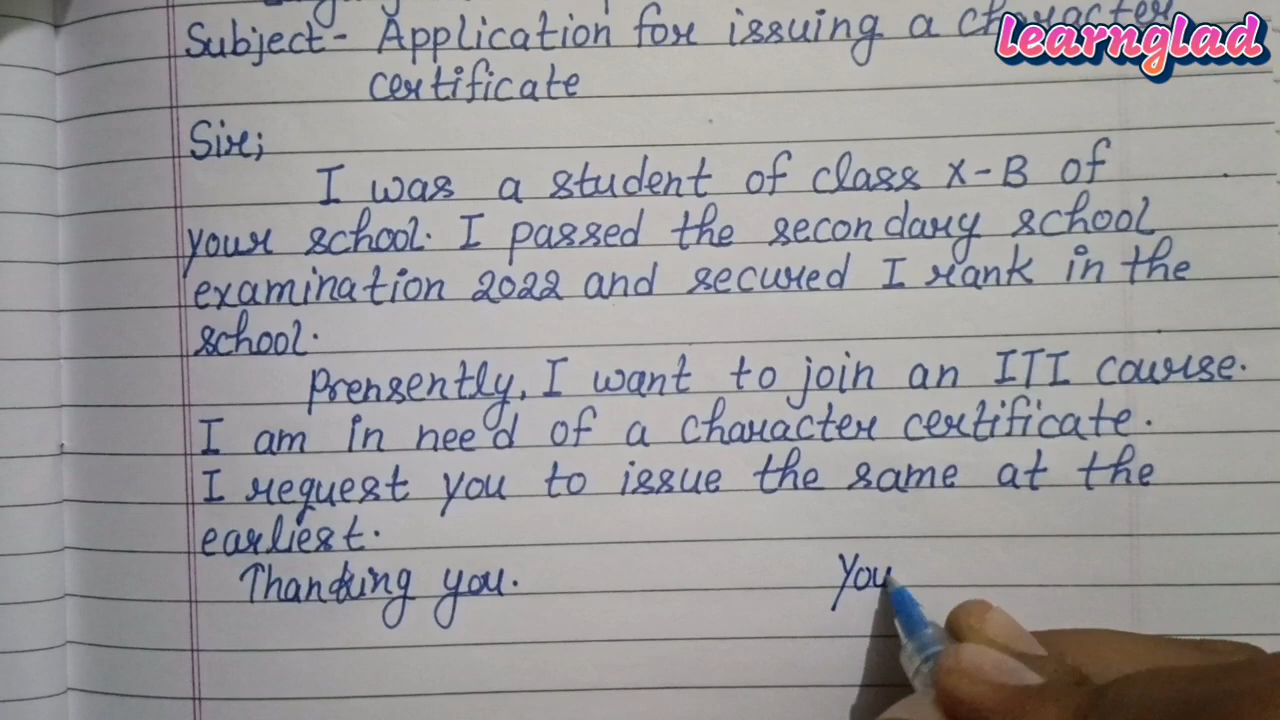 Subject- Application for issuing a character
learnglad
certificate
Sir;
I was a student of class X-B of
your school. I passed the secondary school
examination 2022 and secured I rank in the
school.
Prensently, I want to join an ITI course.
I am in need of a character certificate.
I request you to issue the same at the
earliest.
Thanking you.
You